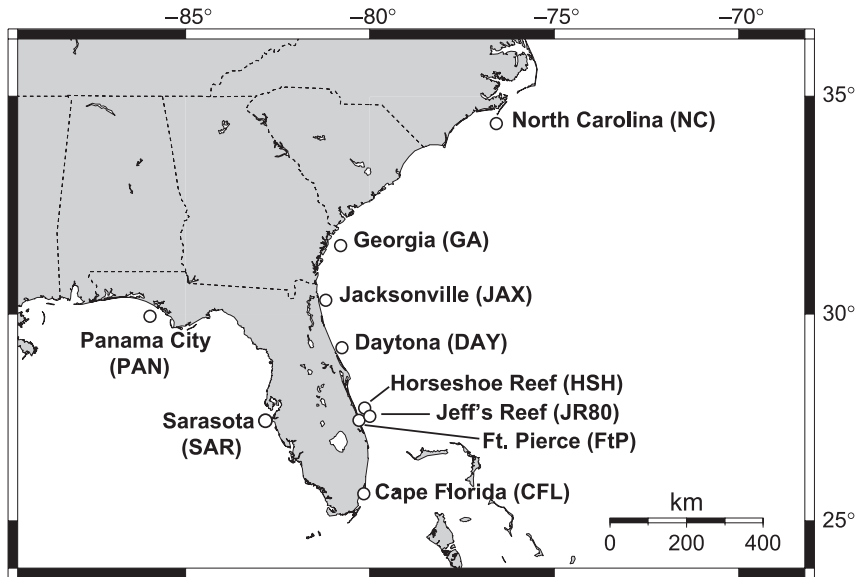 −85° −80° −75° −70°
35°
North Carolina (NC)
Georgia (GA)
Jacksonville (JAX)
30°
Panama City
(PAN)
Daytona (DAY)
Horseshoe Reef (HSH)
Jeff's Reef (JR80)
Sarasota
(SAR)
Ft. Pierce (FtP)
Cape Florida (CFL)
km
25°
0 200 400